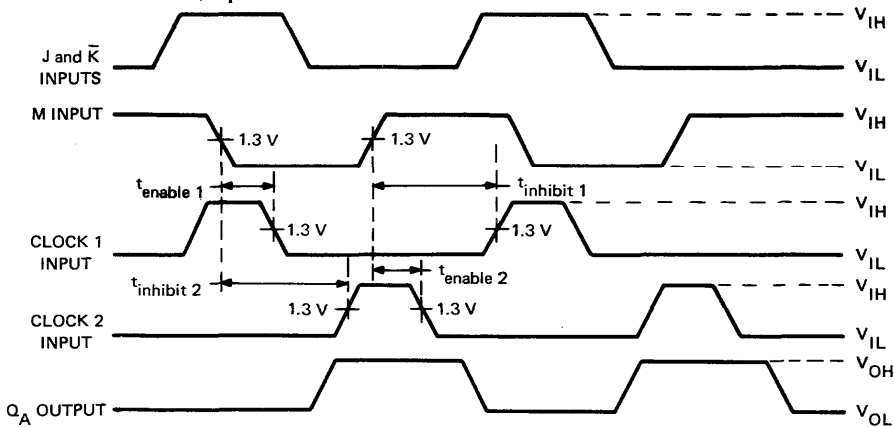 V_IH
J and K̅
INPUTS
V_IL
M INPUT
V_IH
1.3 V
1.3 V
V_IL
t_enable 1
t_inhibit 1
V_IH
1.3 V
1.3 V
CLOCK 1
INPUT
V_IL
t_inhibit 2
t_enable 2
V_IH
1.3 V
1.3 V
CLOCK 2
INPUT
V_IL
V_OH
Q_A OUTPUT
V_OL